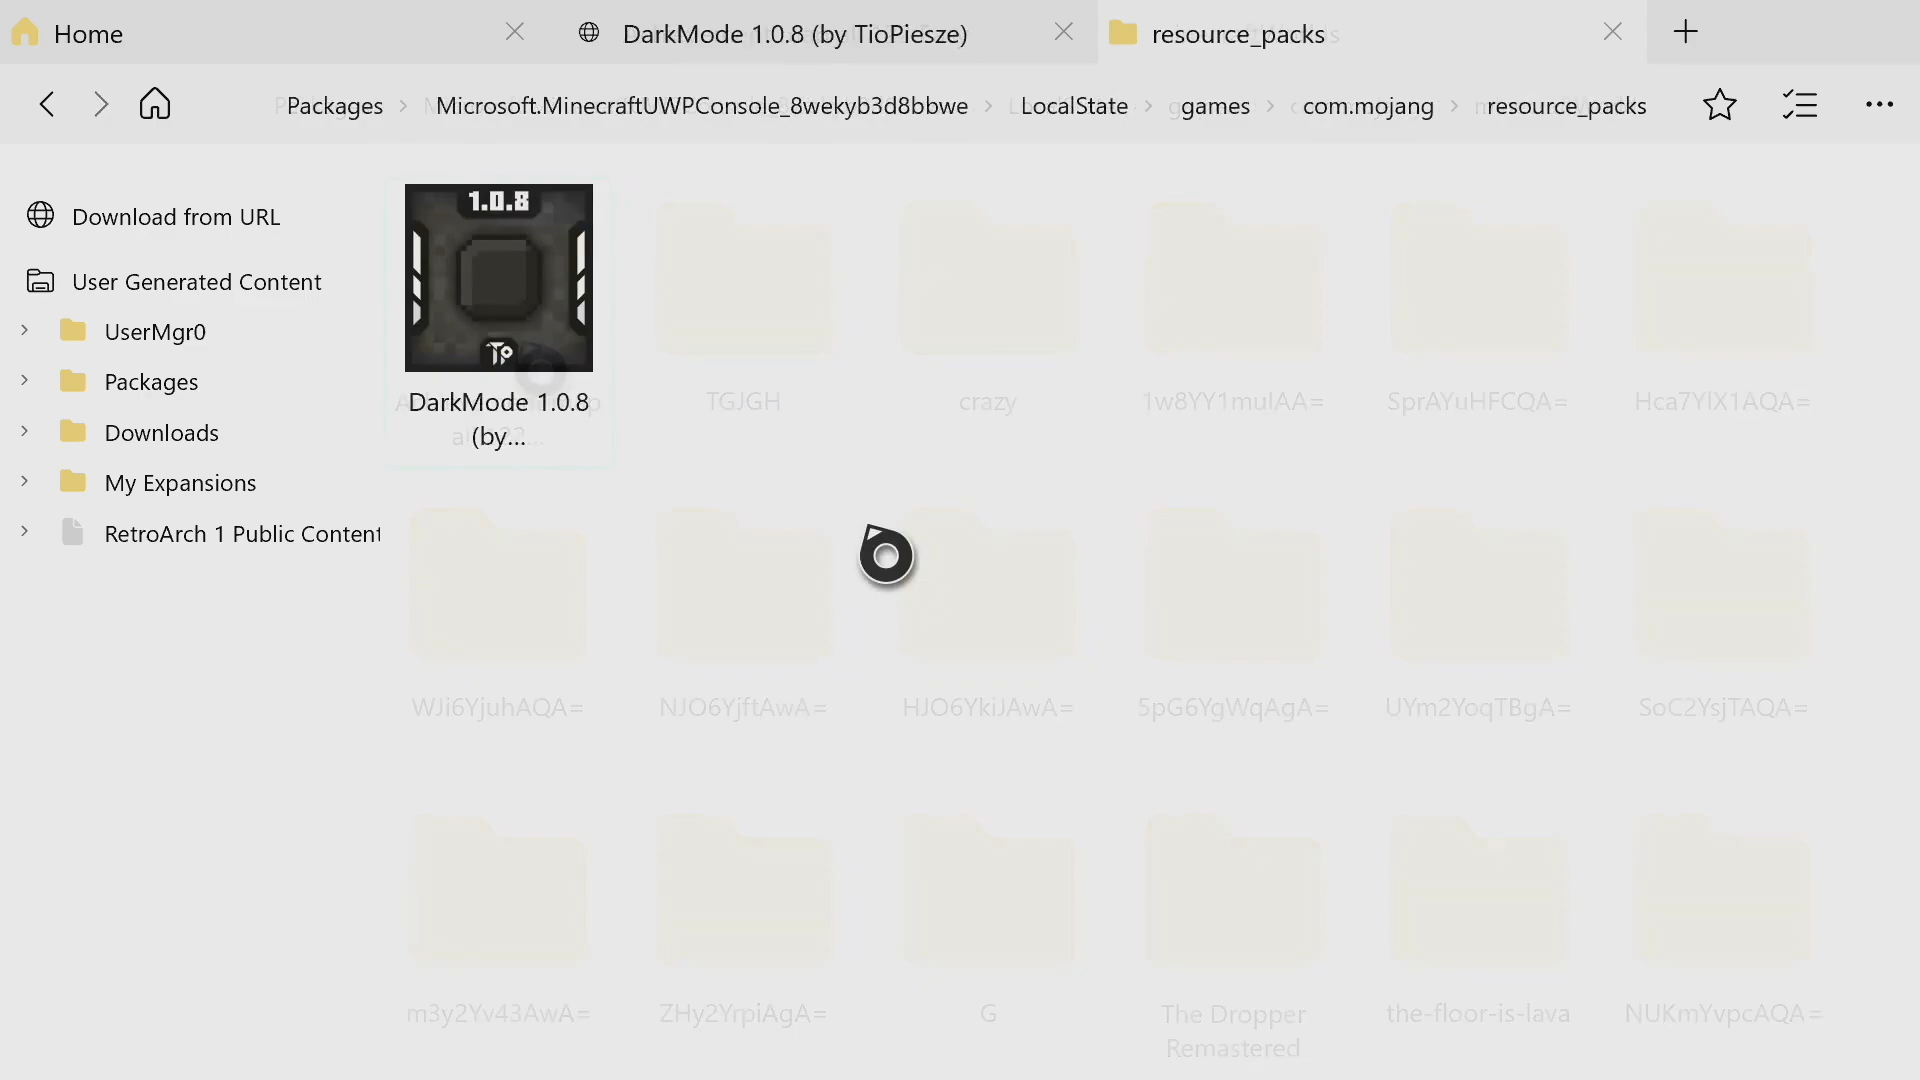 Home
DarkMode 1.0.8 (by TioPiesze)
resource_packs
Packages
Microsoft.MinecraftUWPConsole_8wekyb3d8bbwe
LocalState
games
com.mojang
resource_packs
Download from URL
User Generated Content
UserMgr0
Packages
Downloads
My Expansions
RetroArch 1 Public Content
1.0.8
DarkMode 1.0.8
(by...
TGJGH
crazy
SprAYuHFCQA=
WJi6YjuhAQA=
NJO6YjftAwA=
HJO6YkiJAwA=
5pG6YgWqAgA=
UYm2YoqTBgA=
SoC2YsjTAQA=
m3y2Yv43AwA=
ZHy2YrpiAgA=
G
The Dropper
Remastered
the-floor-is-lava
NUKmYvpcAQA=